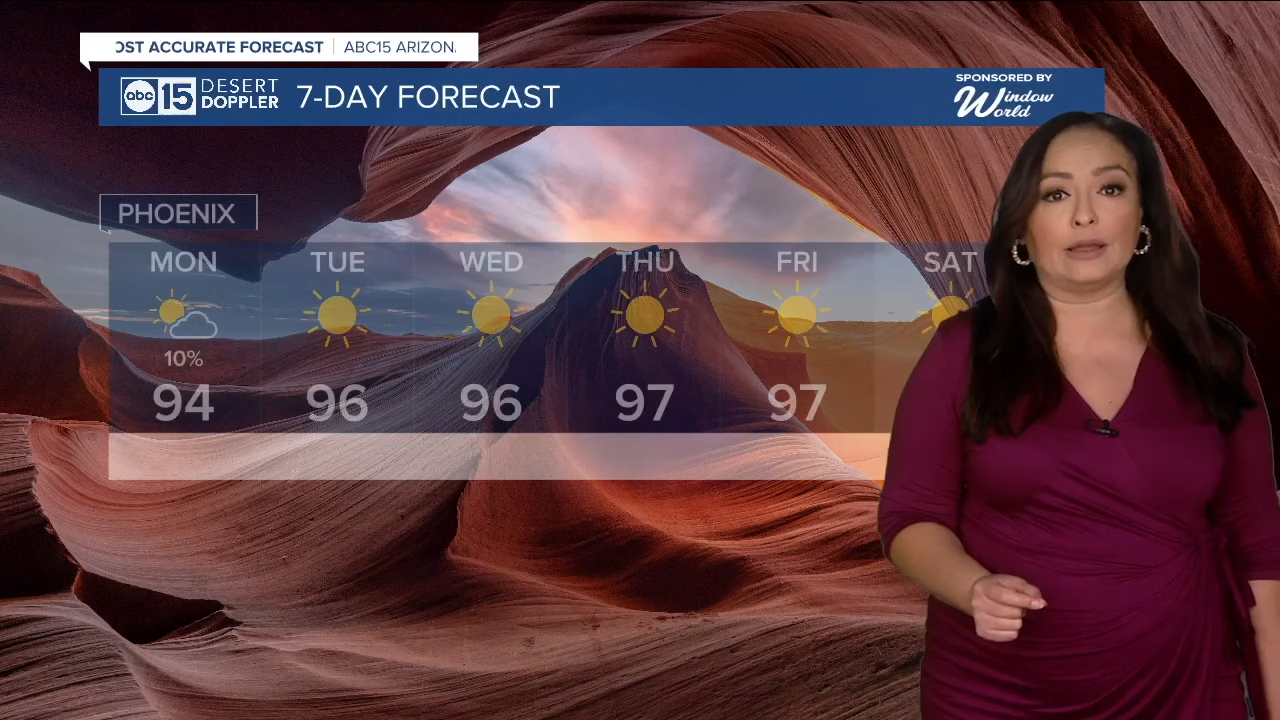 OST ACCURATE FORECAST | ABC15 ARIZON
abc 15 DESERT DOPPLER 7-DAY FORECAST
SPONSORED BY
Window World
PHOENIX
MON TUE WED THU FRI SAT
10%
94 96 96 97 97